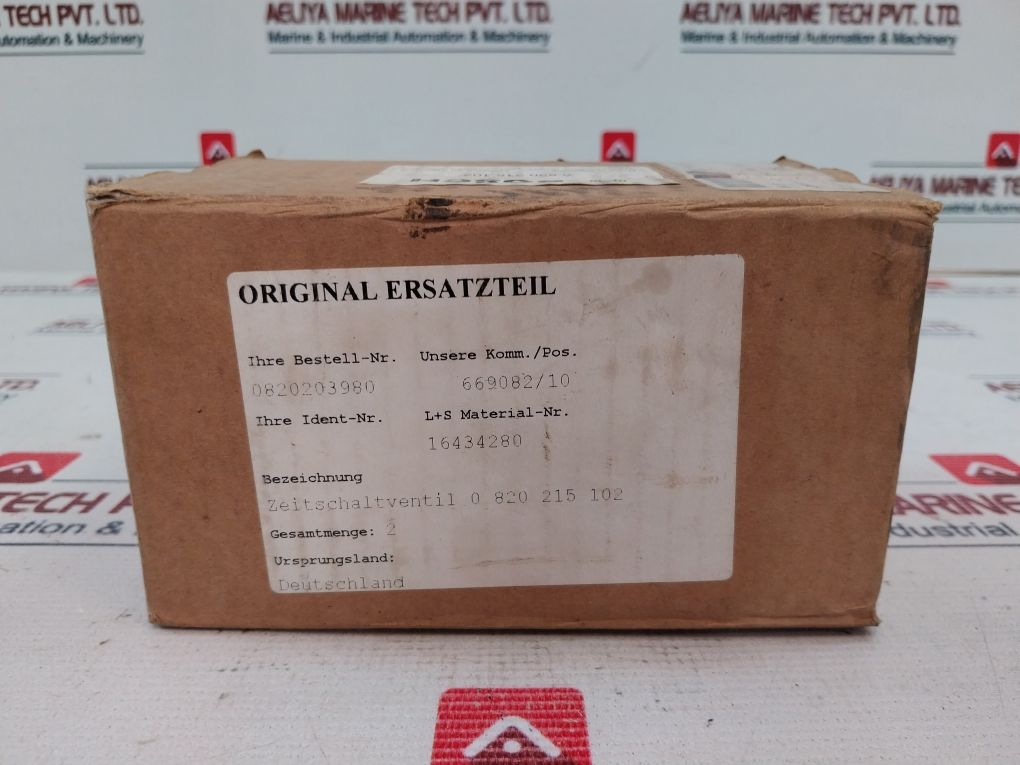 AELIYA MARINE TECH PVT. LTD.
Marine & Industrial Automation & Machinery
AELIYA MARINE TECH PVT. LTD.
Marine & Industrial Automation & Machinery
ORIGINAL ERSATZTEIL
Ihre Bestell-Nr. Unsere Komm./Pos.
0820203980 669082/10
Ihre Ident-Nr. L+S Material-Nr.
16434280
Bezeichnung
Zeitschaltventil 0 820 215 102
Gesamtmenge: 2
Ursprungsland:
Deutschland